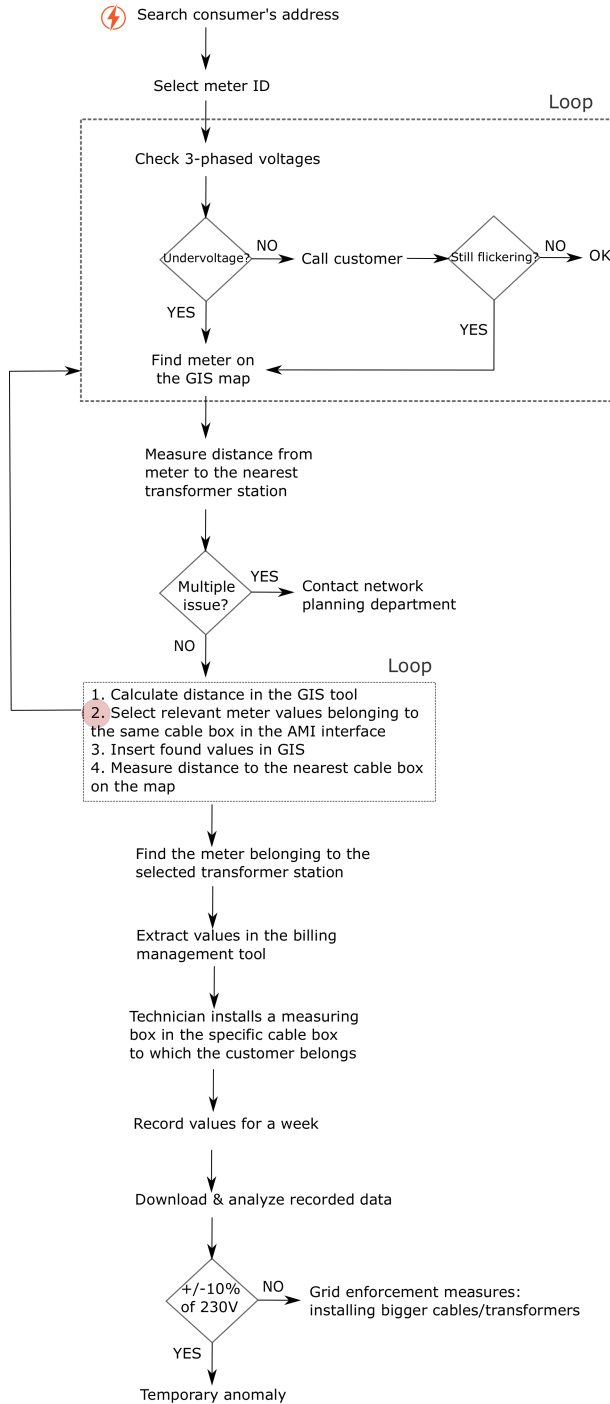 Search consumer's address
Select meter ID
Loop
Check 3-phased voltages
Undervoltage?
NO
Call customer
Still flickering?
NO
OK
YES
YES
Find meter on
the GIS map
Measure distance from
meter to the nearest
transformer station
Multiple
issue?
YES
Contact network
planning department
NO
Loop
1. Calculate distance in the GIS tool
2. Select relevant meter values belonging to
the same cable box in the AMI interface
3. Insert found values in GIS
4. Measure distance to the nearest cable box
on the map
Find the meter belonging to the
selected transformer station
Extract values in the billing
management tool
Technician installs a measuring
box in the specific cable box
to which the customer belongs
Record values for a week
Download & analyze recorded data
+/-10%
of 230V
NO
Grid enforcement measures:
installing bigger cables/transformers
YES
Temporary anomaly